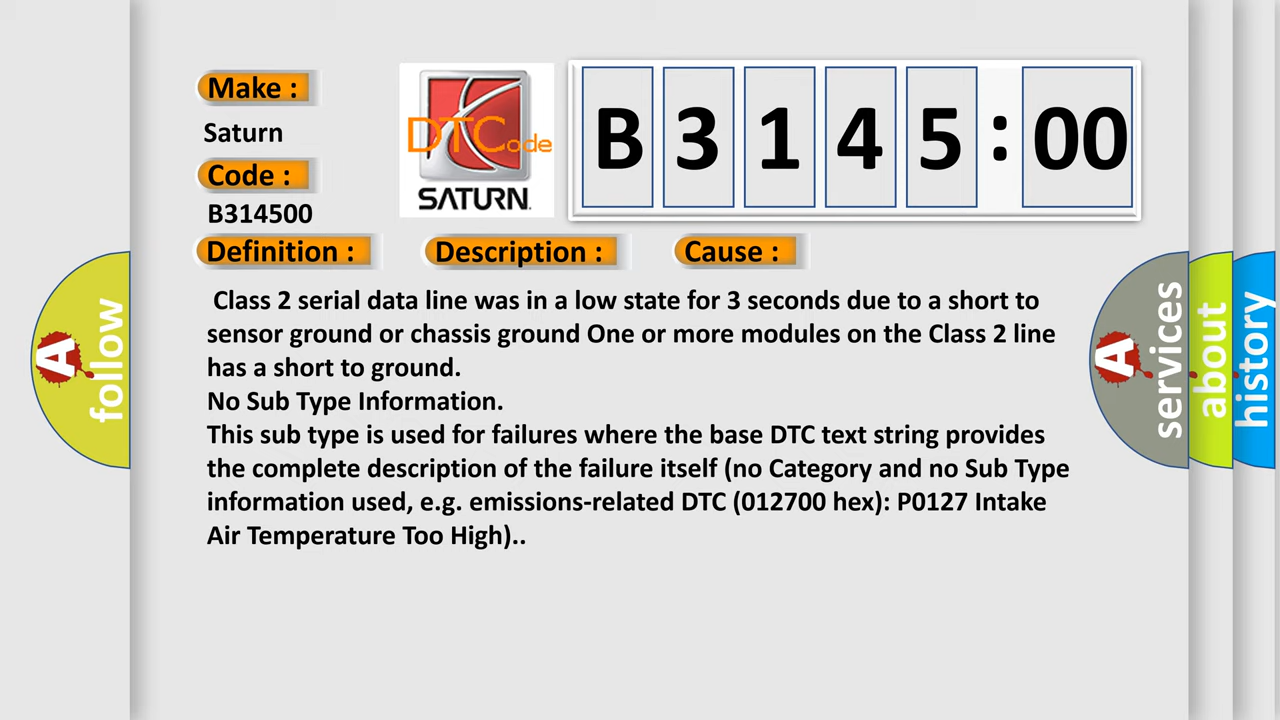 Make :
Saturn
Code :
B314500
DTCode
SATURN
B3145:00
Definition :
Description :
Cause :
Class 2 serial data line was in a low state for 3 seconds due to a short to
sensor ground or chassis ground One or more modules on the Class 2 line
has a short to ground.
No Sub Type Information.
This sub type is used for failures where the base DTC text string provides
the complete description of the failure itself (no Category and no Sub Type
information used, e.g. emissions-related DTC (012700 hex): P0127 Intake
Air Temperature Too High)..
A
follow
A
services
about
history